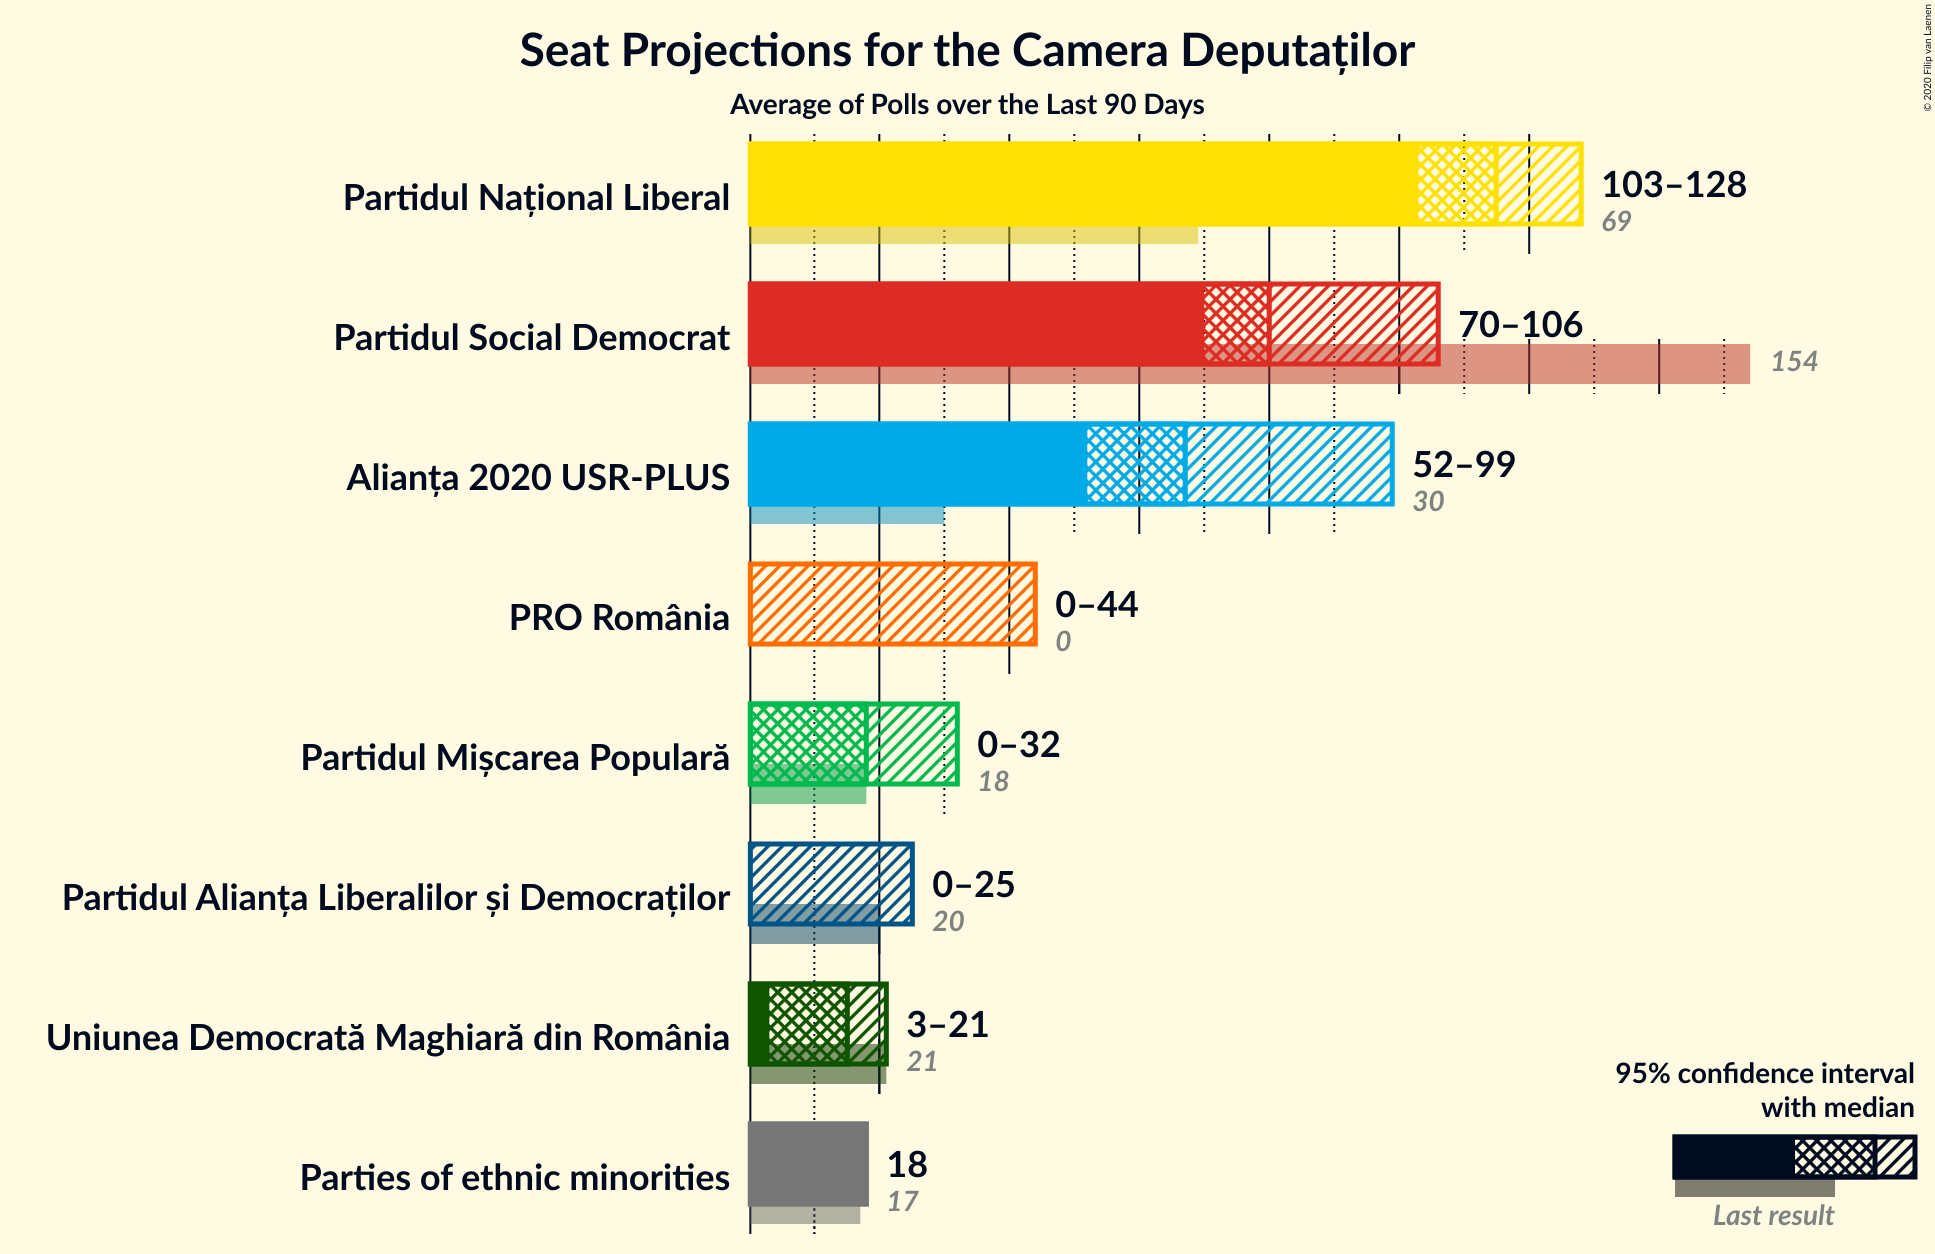 Seat Projections for the Camera Deputaților
Average of Polls over the Last 90 Days
© 2020 Filip van Laenen
Partidul Național Liberal
103–128
69
Partidul Social Democrat
70–106
154
Alianța 2020 USR-PLUS
52–99
30
PRO România
0–44
0
Partidul Mișcarea Populară
0–32
18
Partidul Alianța Liberalilor și Democraților
0–25
20
Uniunea Democrată Maghiară din România
3–21
21
Parties of ethnic minorities
18
17
95% confidence interval
with median
Last result